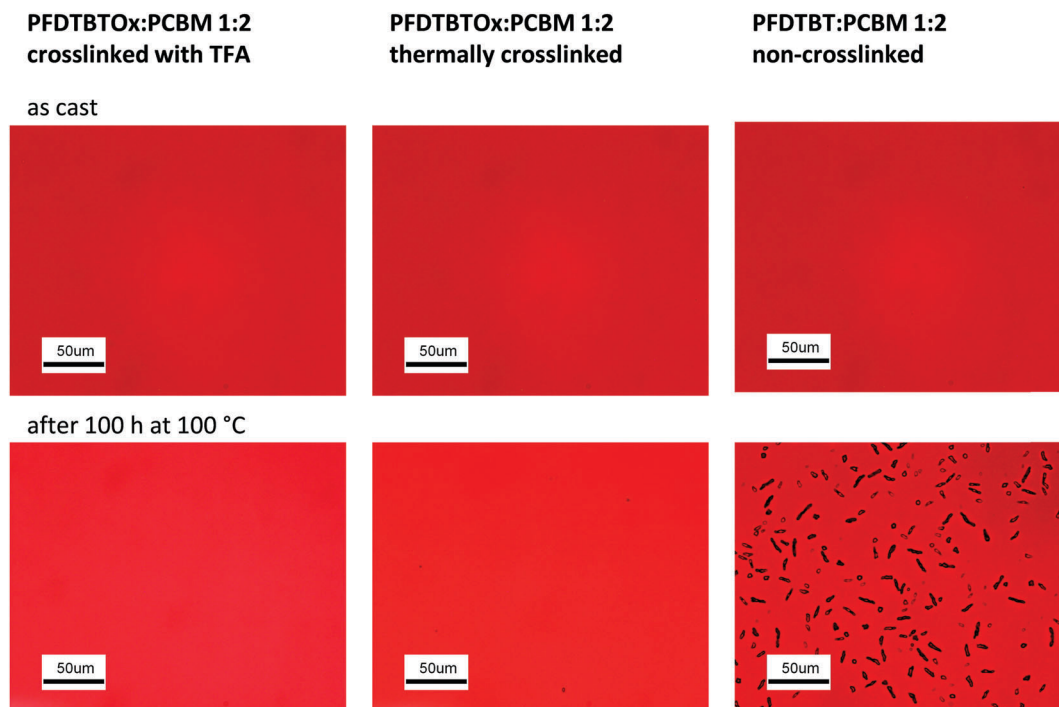 PFDTBTOx:PCBM 1:2
crosslinked with TFA
PFDTBTOx:PCBM 1:2
thermally crosslinked
PFDTBT:PCBM 1:2
non-crosslinked
as cast
50um
50um
50um
after 100 h at 100 °C
50um
50um
50um